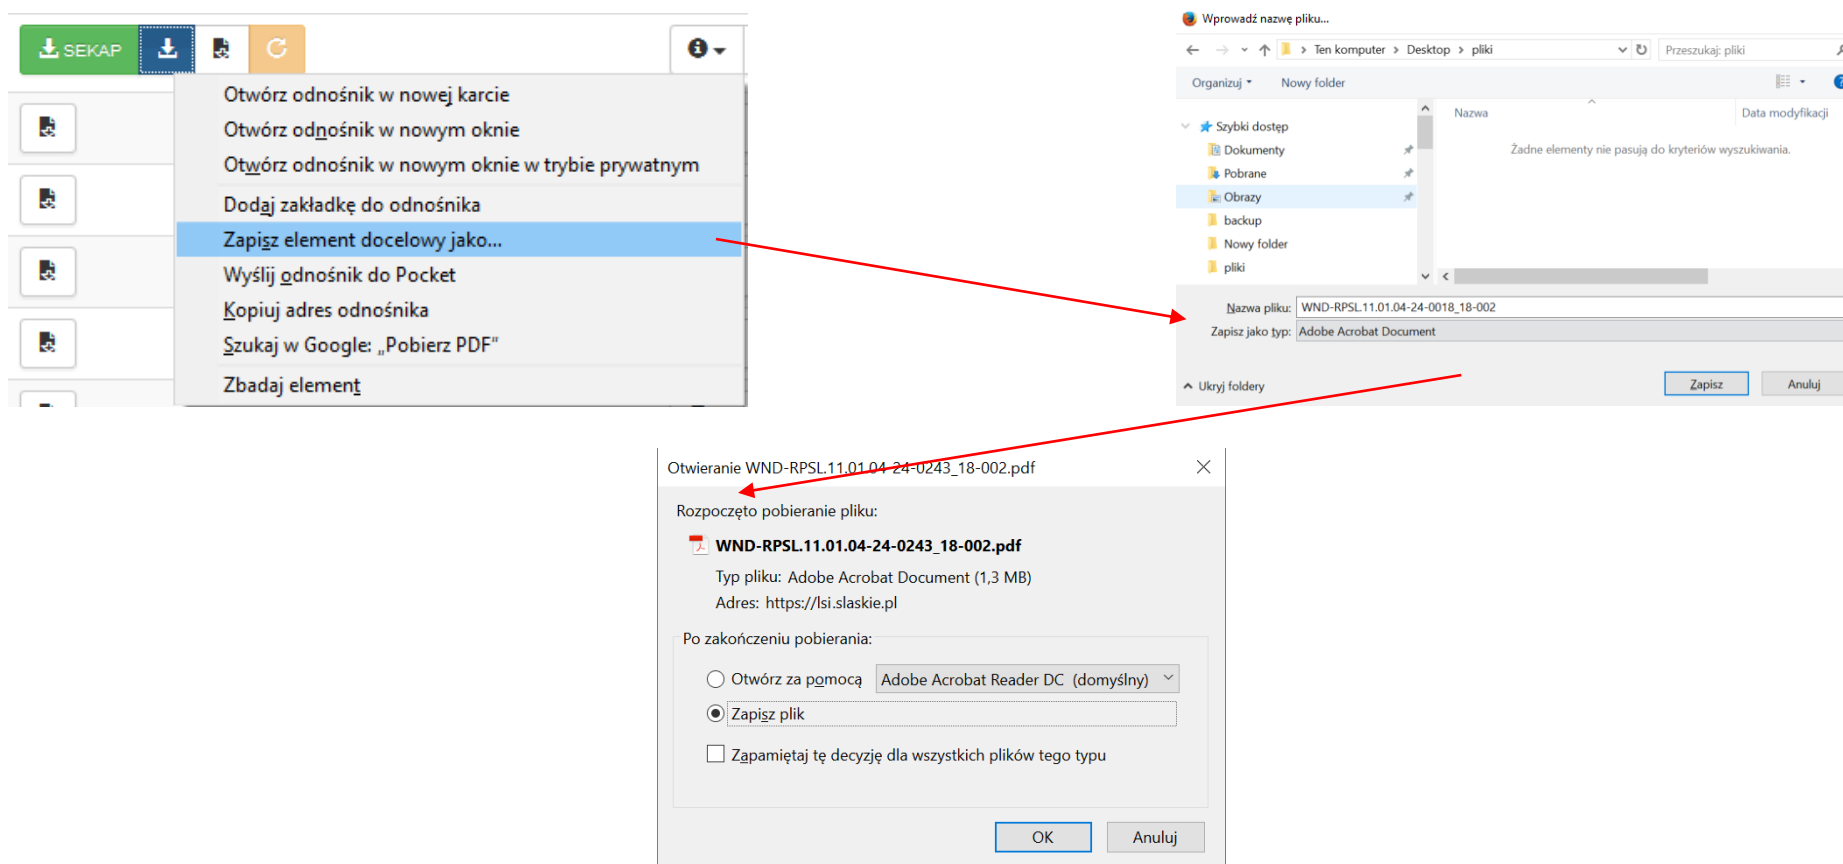 SEKAP
Otwórz odnośnik w nowej karcie
Otwórz odnośnik w nowym oknie
Otwórz odnośnik w nowym oknie w trybie prywatnym
Dodaj zakładkę do odnośnika
Zapisz element docelowy jako...
Wyślij odnośnik do Pocket
Kopiuj adres odnośnika
Szukaj w Google: „Pobierz PDF”
Zbadaj element
Wprowadź nazwę pliku...
Ten komputer > Desktop > pliki
Przeszukaj: pliki
Organizuj
Nowy folder
Nazwa
Data modyfikacji
Szybki dostęp
Żadne elementy nie pasują do kryteriów wyszukiwania.
Dokumenty
Pobrane
Obrazy
backup
Nowy folder
pliki
Nazwa pliku: WND-RPSL.11.01.04-24-0018_18-002
Zapisz jako typ: Adobe Acrobat Document
Ukryj foldery
Zapisz
Anuluj
Otwieranie WND-RPSL.11.01.04-24-0243_18-002.pdf
Rozpoczęto pobieranie pliku:
WND-RPSL.11.01.04-24-0243_18-002.pdf
Typ pliku: Adobe Acrobat Document (1,3 MB)
Adres: https://lsi.slaskie.pl
Po zakończeniu pobierania:
Otwórz za pomocą Adobe Acrobat Reader DC (domyślny)
Zapisz plik
Zapamiętaj tę decyzję dla wszystkich plików tego typu
OK
Anuluj